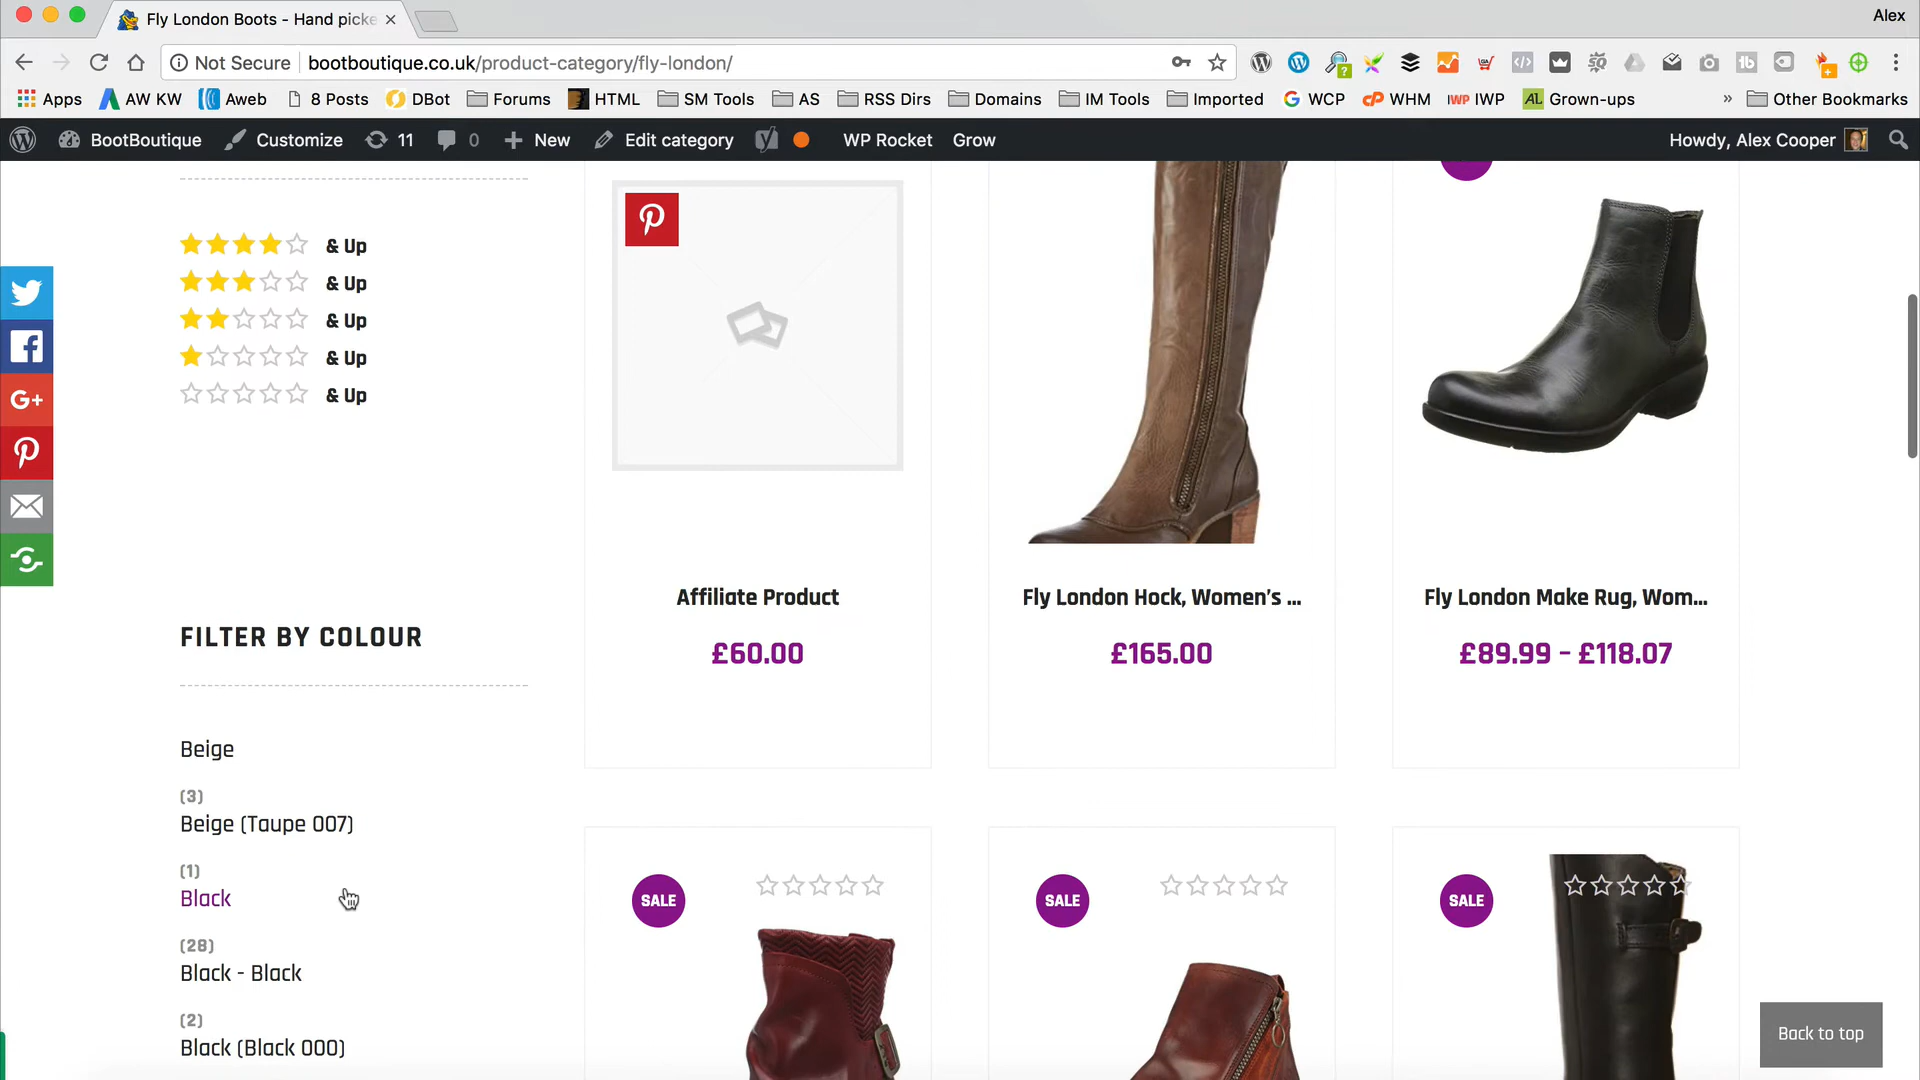 Fly London Boots - Hand picke
Alex
Not Secure
bootboutique.co.uk/product-category/fly-london/
Apps
AW KW
Aweb
8 Posts
DBot
Forums
HTML
SM Tools
AS
RSS Dirs
Domains
IM Tools
Imported
WCP
WHM
IWP
IWP
AL
Grown-ups
»
Other Bookmarks
BootBoutique
Customize
11
0
New
Edit category
WP Rocket
Grow
Howdy, Alex Cooper
& Up
& Up
& Up
& Up
& Up
G+
Affiliate Product
£60.00
Fly London Hock, Women's ...
£165.00
Fly London Make Rug, Wom...
£89.99 – £118.07
FILTER BY COLOUR
Beige
(3)
Beige (Taupe 007)
(1)
Black
(28)
Black - Black
(2)
Black (Black 000)
SALE
SALE
SALE
Back to top